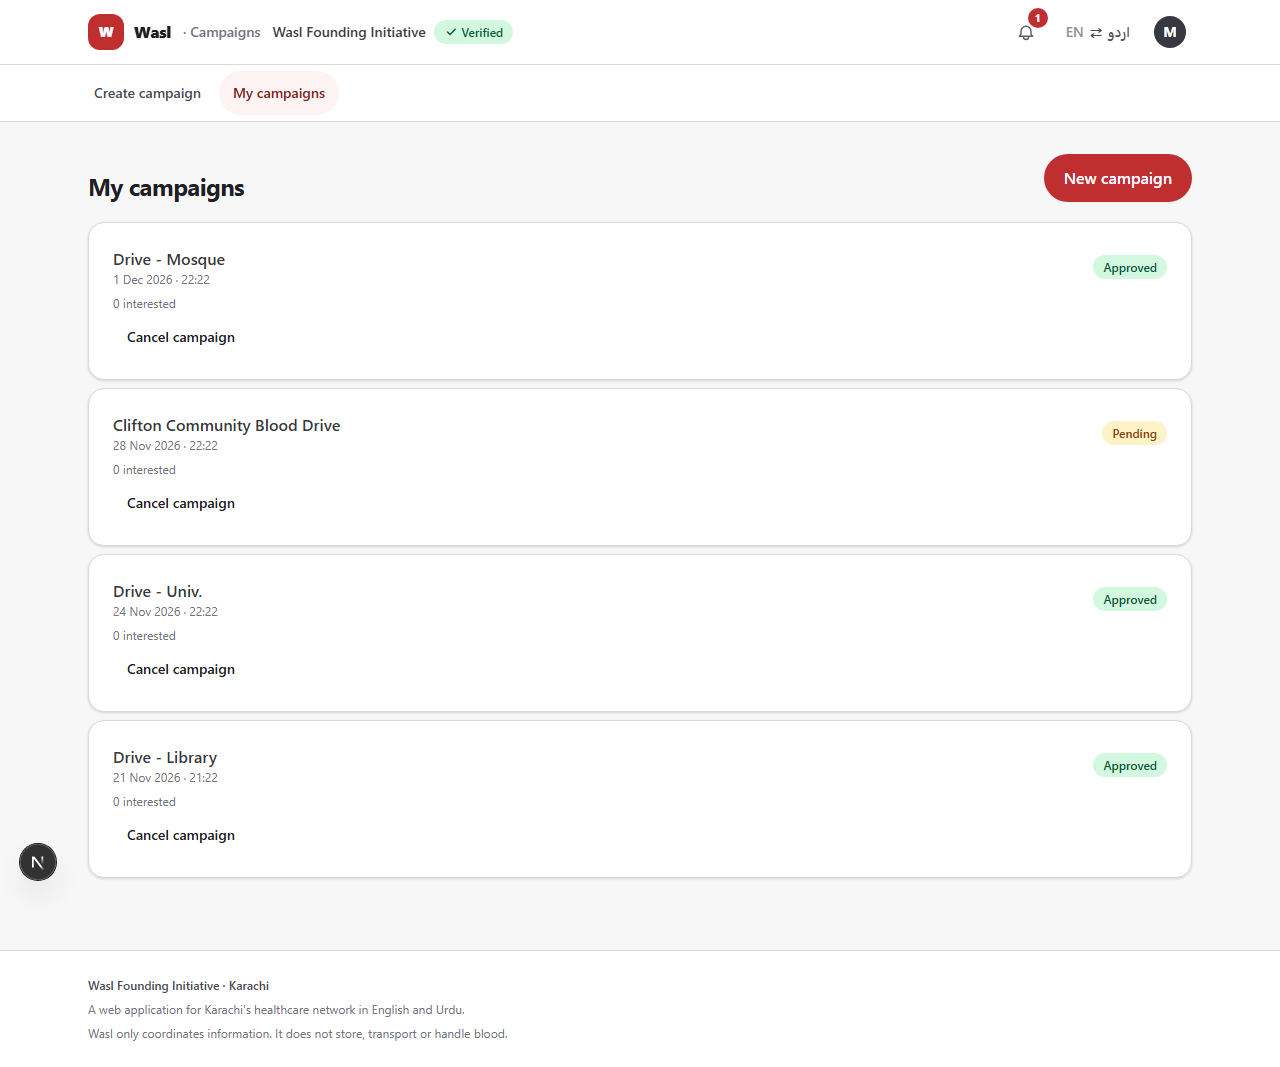 W Wasl · Campaigns Wasl Founding Initiative Verified 1 EN ⇄ اردو M
Create campaign My campaigns
My campaigns New campaign
Drive - Mosque Approved
1 Dec 2026 · 22:22
0 interested
Cancel campaign
Clifton Community Blood Drive Pending
28 Nov 2026 · 22:22
0 interested
Cancel campaign
Drive - Univ. Approved
24 Nov 2026 · 22:22
0 interested
Cancel campaign
Drive - Library Approved
21 Nov 2026 · 21:22
0 interested
Cancel campaign
N
Wasl Founding Initiative · Karachi
A web application for Karachi's healthcare network in English and Urdu.
Wasl only coordinates information. It does not store, transport or handle blood.